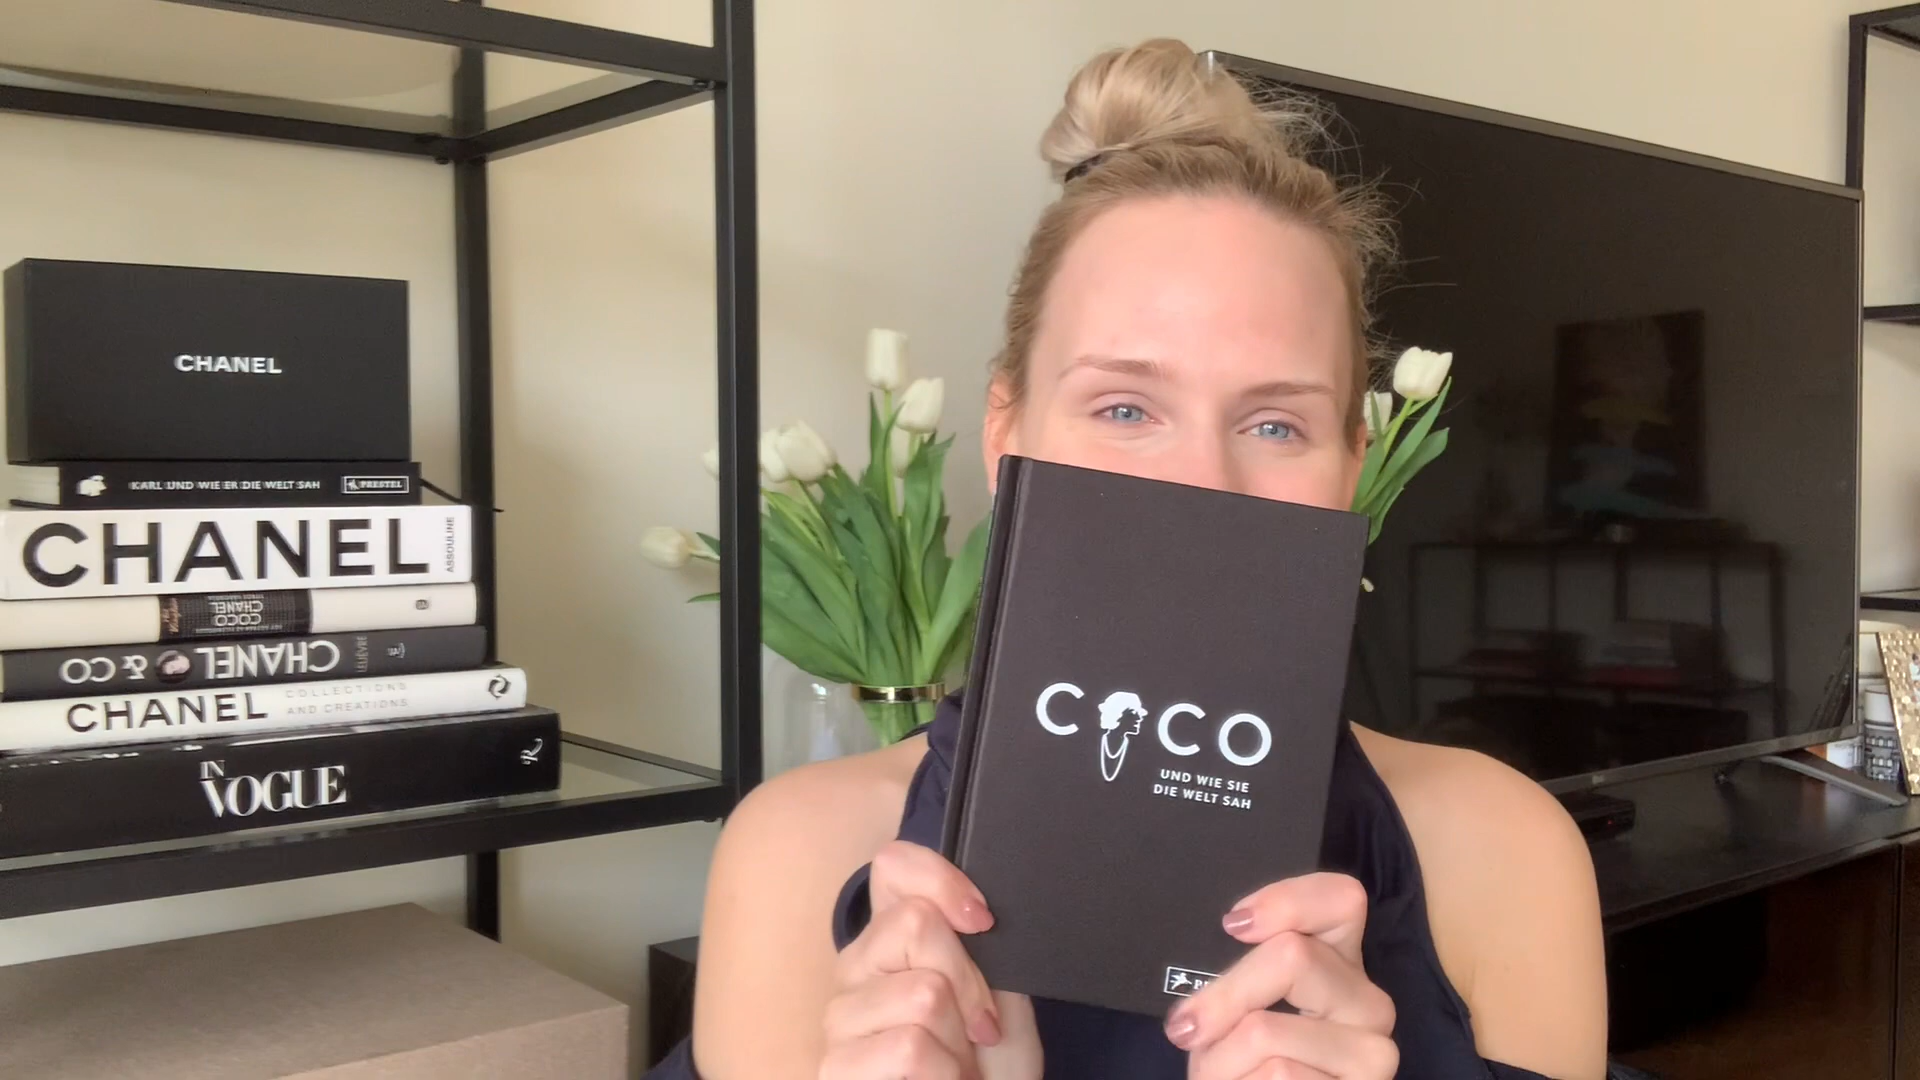 CHANEL
KARL UND WIE ER DIE WELT SAH PRESTEL
CHANEL ASSOULINE
COCO
CHANEL
CHANEL & CO LELIÈVRE
CHANEL COLLECTIONS
AND CREATIONS
IN
VOGUE
R
COCO
UND WIE SIE
DIE WELT SAH